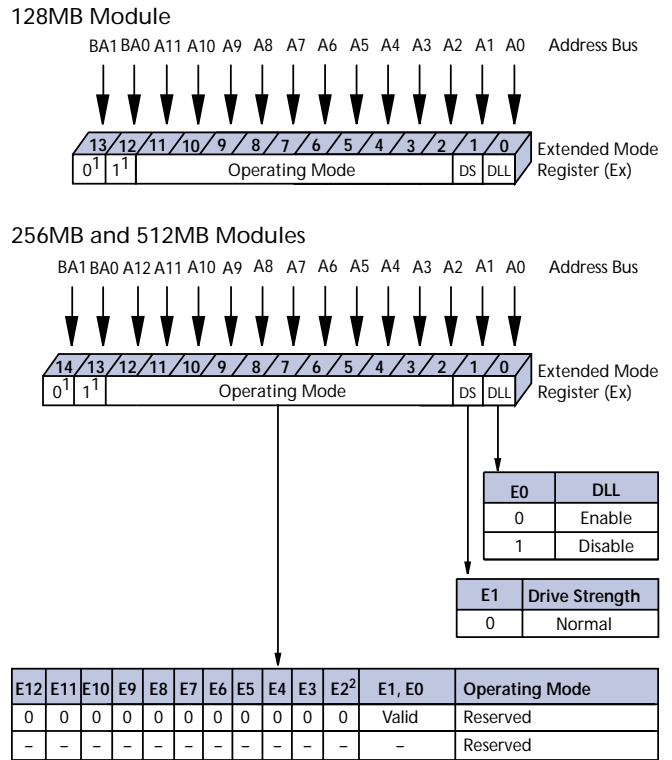 128MB Module
BA1 BA0 A11 A10 A9 A8 A7 A6 A5 A4 A3 A2 A1 A0 Address Bus
13 12 11 10 9 8 7 6 5 4 3 2 1 0 Extended Mode
0¹ 1¹ Operating Mode DS DLL Register (Ex)
256MB and 512MB Modules
BA1 BA0 A12 A11 A10 A9 A8 A7 A6 A5 A4 A3 A2 A1 A0 Address Bus
14 13 12 11 10 9 8 7 6 5 4 3 2 1 0 Extended Mode
0¹ 1¹ Operating Mode DS DLL Register (Ex)
E0 DLL
0 Enable
1 Disable
E1 Drive Strength
0 Normal
E12 E11 E10 E9 E8 E7 E6 E5 E4 E3 E2² E1, E0 Operating Mode
0 0 0 0 0 0 0 0 0 0 0 Valid Reserved
– – – – – – – – – – – – Reserved